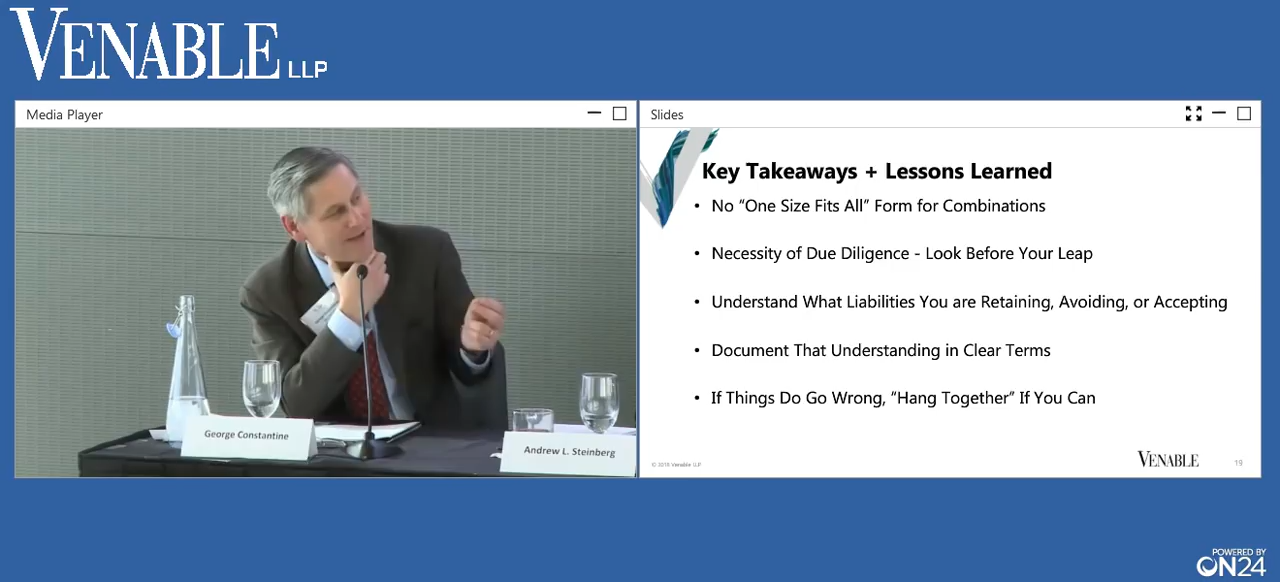 VENABLE LLP
Media Player
Slides
George Constantine
Andrew L. Steinberg
Key Takeaways + Lessons Learned
• No “One Size Fits All” Form for Combinations
• Necessity of Due Diligence - Look Before Your Leap
• Understand What Liabilities You are Retaining, Avoiding, or Accepting
• Document That Understanding in Clear Terms
• If Things Do Go Wrong, “Hang Together” If You Can
© 2018 Venable LLP
VENABLE
19
POWERED BY
ON24